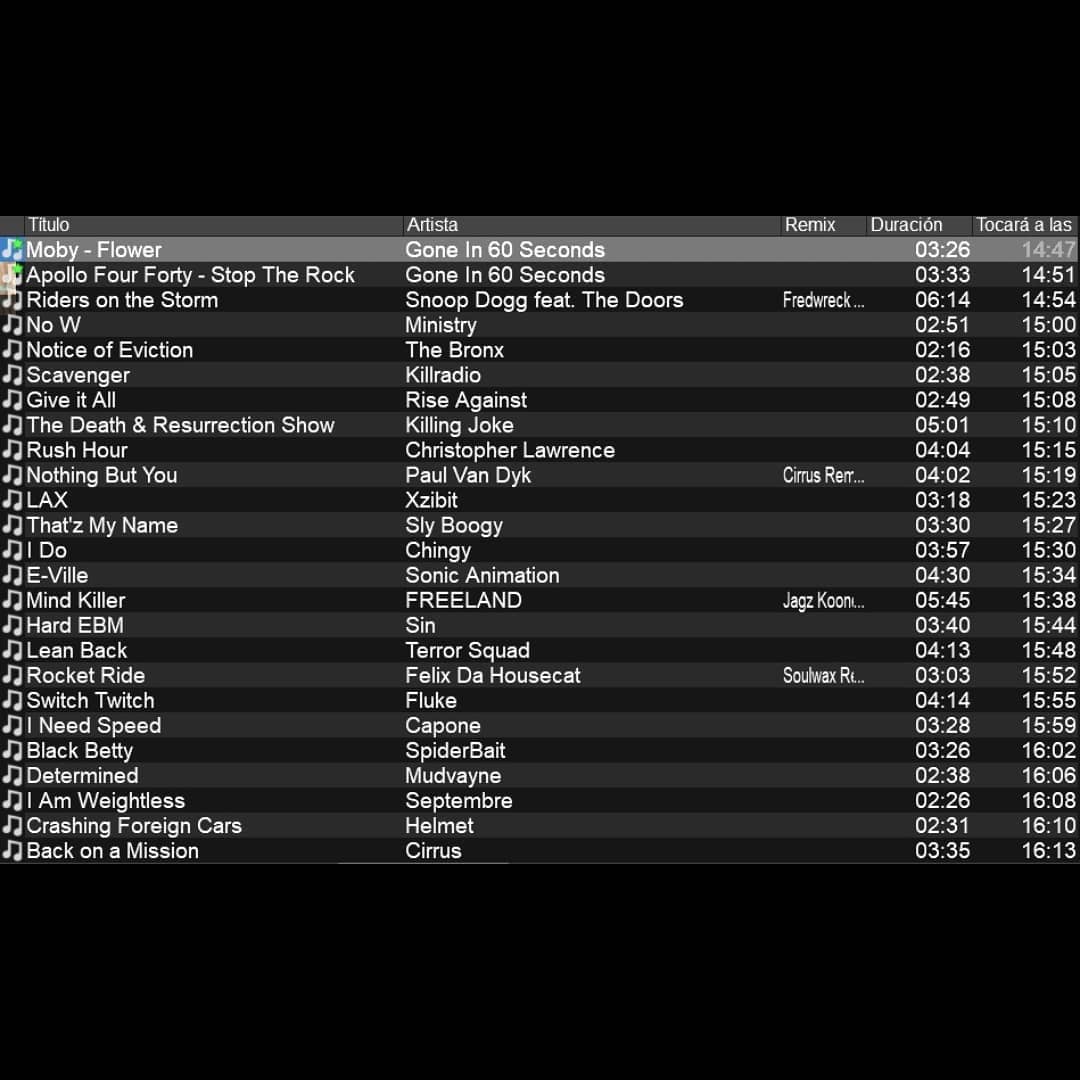 Título Artista Remix Duración Tocará a las
Moby - Flower Gone In 60 Seconds 03:26 14:47
Apollo Four Forty - Stop The Rock Gone In 60 Seconds 03:33 14:51
Riders on the Storm Snoop Dogg feat. The Doors Fredwreck ... 06:14 14:54
No W Ministry 02:51 15:00
Notice of Eviction The Bronx 02:16 15:03
Scavenger Killradio 02:38 15:05
Give it All Rise Against 02:49 15:08
The Death & Resurrection Show Killing Joke 05:01 15:10
Rush Hour Christopher Lawrence 04:04 15:15
Nothing But You Paul Van Dyk Cirrus Rem... 04:02 15:19
LAX Xzibit 03:18 15:23
That'z My Name Sly Boogy 03:30 15:27
I Do Chingy 03:57 15:30
E-Ville Sonic Animation 04:30 15:34
Mind Killer FREELAND Jagz Koon... 05:45 15:38
Hard EBM Sin 03:40 15:44
Lean Back Terror Squad 04:13 15:48
Rocket Ride Felix Da Housecat Soulwax Re... 03:03 15:52
Switch Twitch Fluke 04:14 15:55
I Need Speed Capone 03:28 15:59
Black Betty SpiderBait 03:26 16:02
Determined Mudvayne 02:38 16:06
I Am Weightless Septembre 02:26 16:08
Crashing Foreign Cars Helmet 02:31 16:10
Back on a Mission Cirrus 03:35 16:13